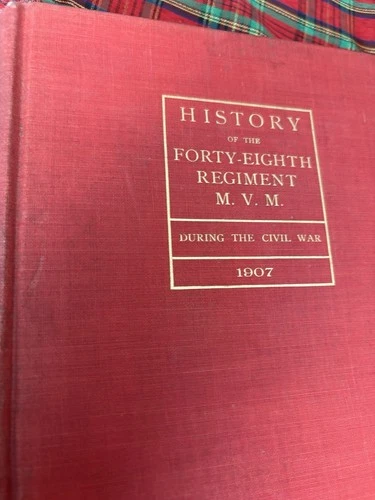 HISTORY
OF THE
FORTY-EIGHTH
REGIMENT
M. V. M.
DURING THE CIVIL WAR
1907